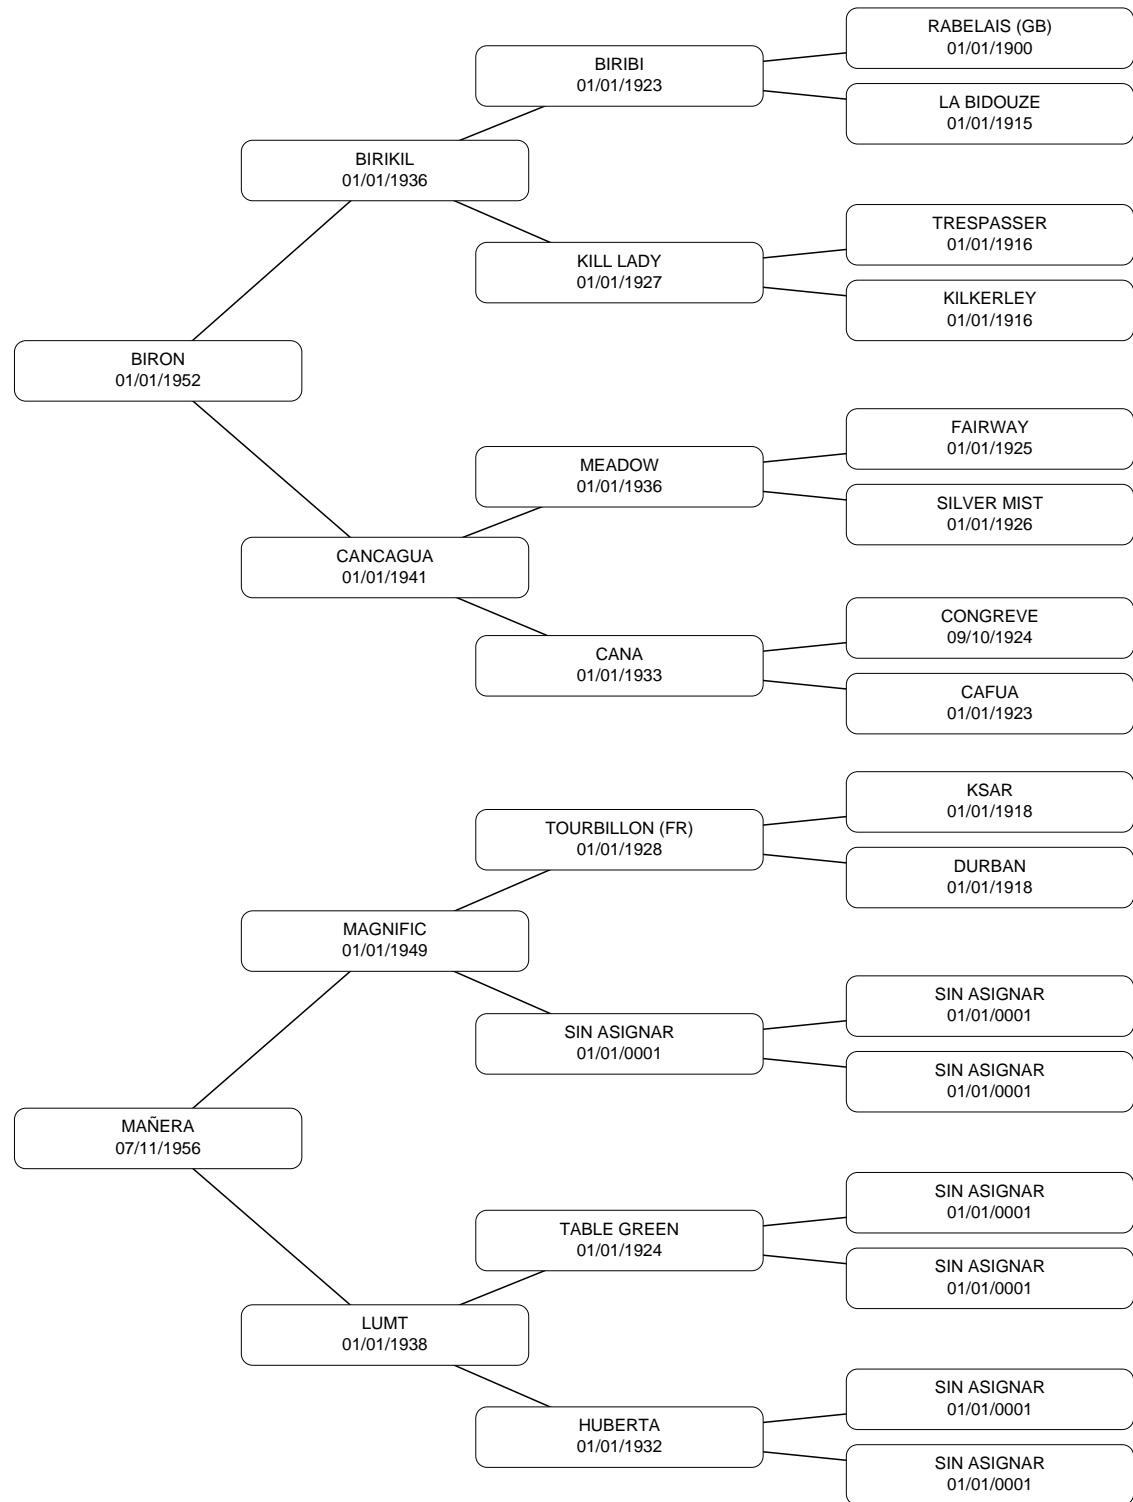 RABELAIS (GB)
01/01/1900
BIRIBI
01/01/1923
LA BIDOUZE
01/01/1915
BIRIKIL
01/01/1936
TRESPASSER
01/01/1916
KILL LADY
01/01/1927
KILKERLEY
01/01/1916
BIRON
01/01/1952
FAIRWAY
01/01/1925
MEADOW
01/01/1936
SILVER MIST
01/01/1926
CANCAGUA
01/01/1941
CONGREVE
09/10/1924
CANA
01/01/1933
CAFUA
01/01/1923
KSAR
01/01/1918
TOURBILLON (FR)
01/01/1928
DURBAN
01/01/1918
MAGNIFIC
01/01/1949
SIN ASIGNAR
01/01/0001
SIN ASIGNAR
01/01/0001
SIN ASIGNAR
01/01/0001
MAÑERA
07/11/1956
SIN ASIGNAR
01/01/0001
TABLE GREEN
01/01/1924
SIN ASIGNAR
01/01/0001
LUMT
01/01/1938
SIN ASIGNAR
01/01/0001
HUBERTA
01/01/1932
SIN ASIGNAR
01/01/0001